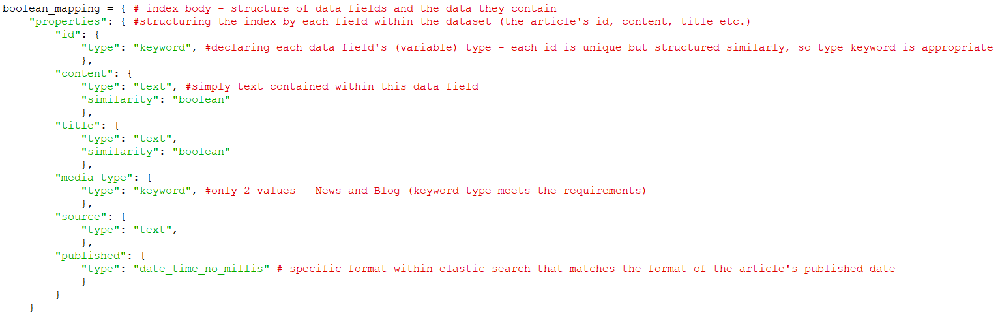 boolean_mapping = { # index body - structure of data fields and the data they contain
    "properties": { #structuring the index by each field within the dataset (the article's id, content, title etc.)
        "id": {
            "type": "keyword", #declaring each data field's (variable) type - each id is unique but structured similarly, so type keyword is appropriate
            },
        "content": {
            "type": "text", #simply text contained within this data field
            "similarity": "boolean"
            },
        "title": {
            "type": "text",
            "similarity": "boolean"
            },
        "media-type": {
            "type": "keyword", #only 2 values - News and Blog (keyword type meets the requirements)
            },
        "source": {
            "type": "text",
            },
        "published": {
            "type": "date_time_no_millis" # specific format within elastic search that matches the format of the article's published date
            }
        }
    }